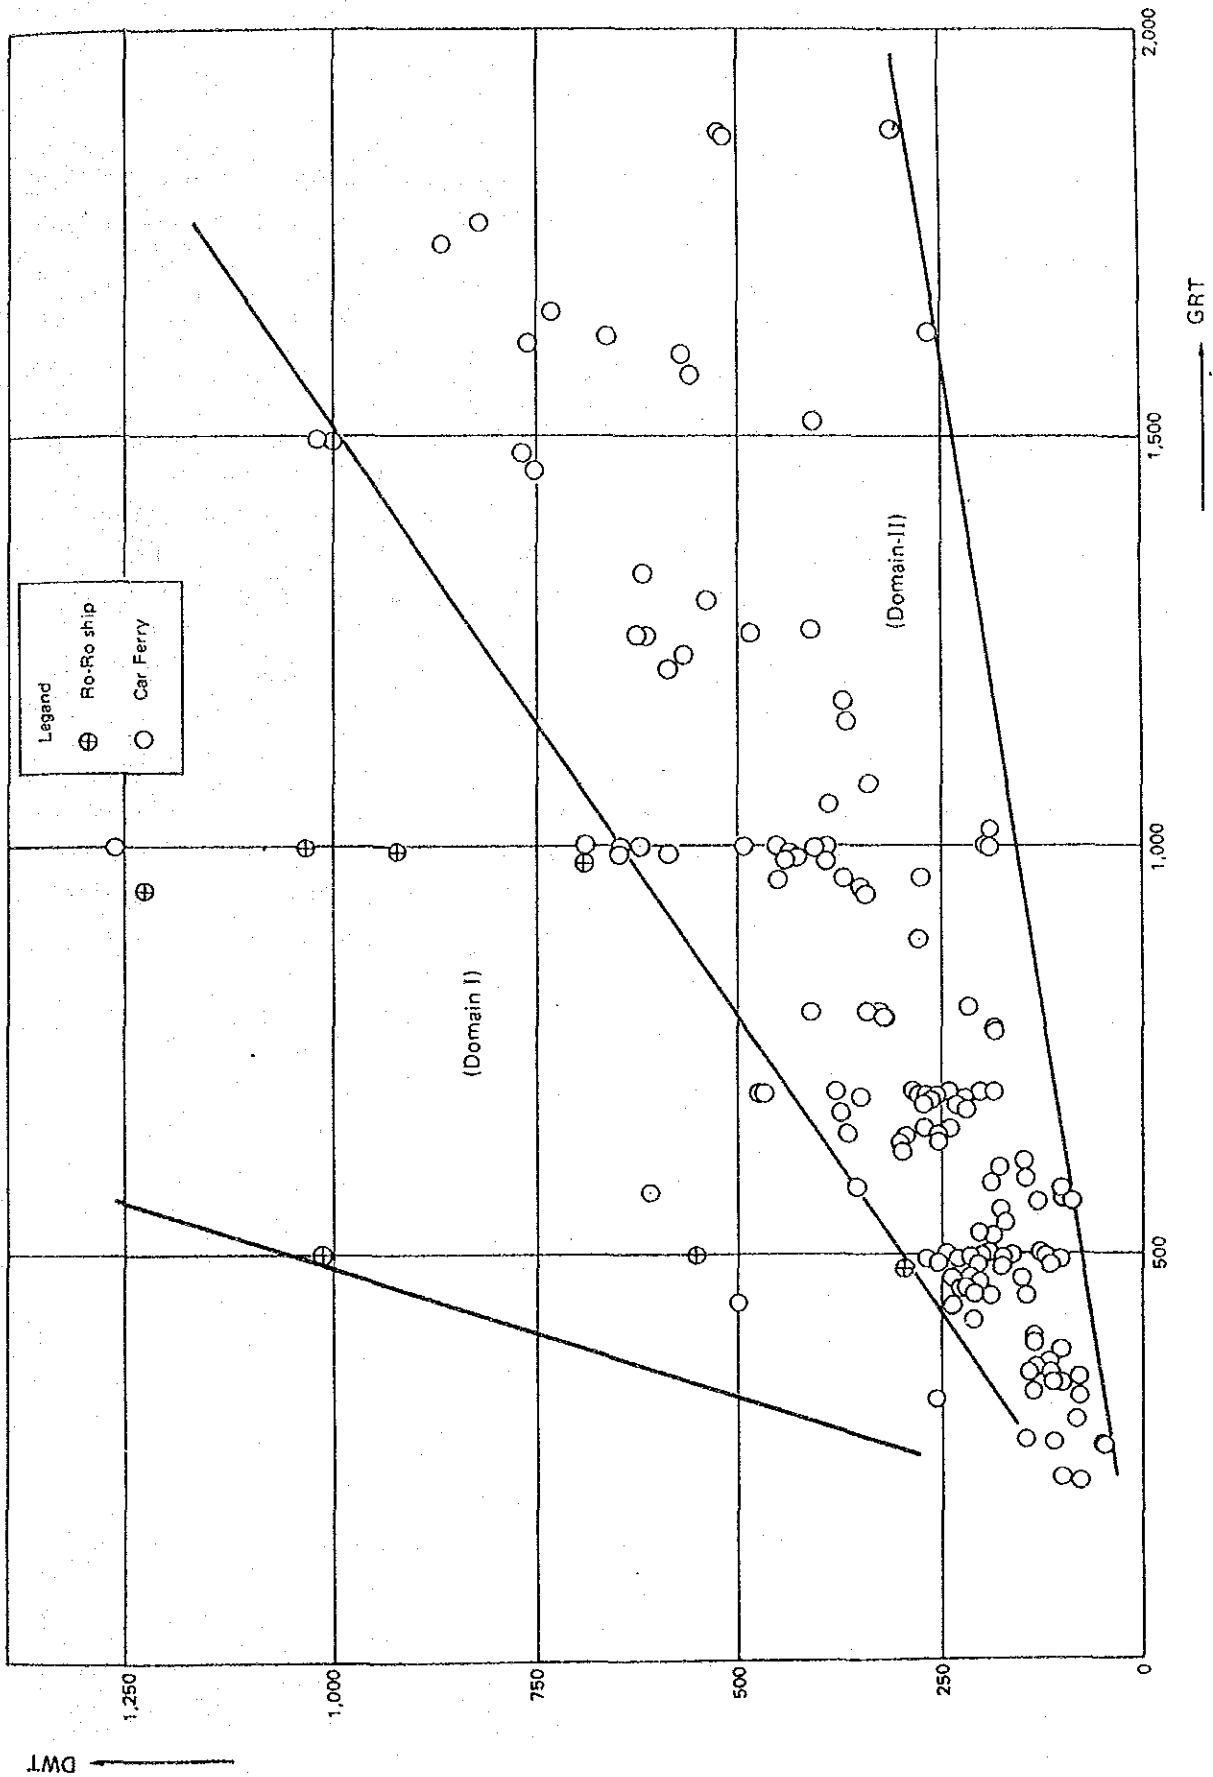 DWT
1,250
1,000
750
500
250
0
500
1,000
1,500
2,000
GRT
Legand
Ro-Ro ship
Car Ferry
(Domain I)
(Domain-II)